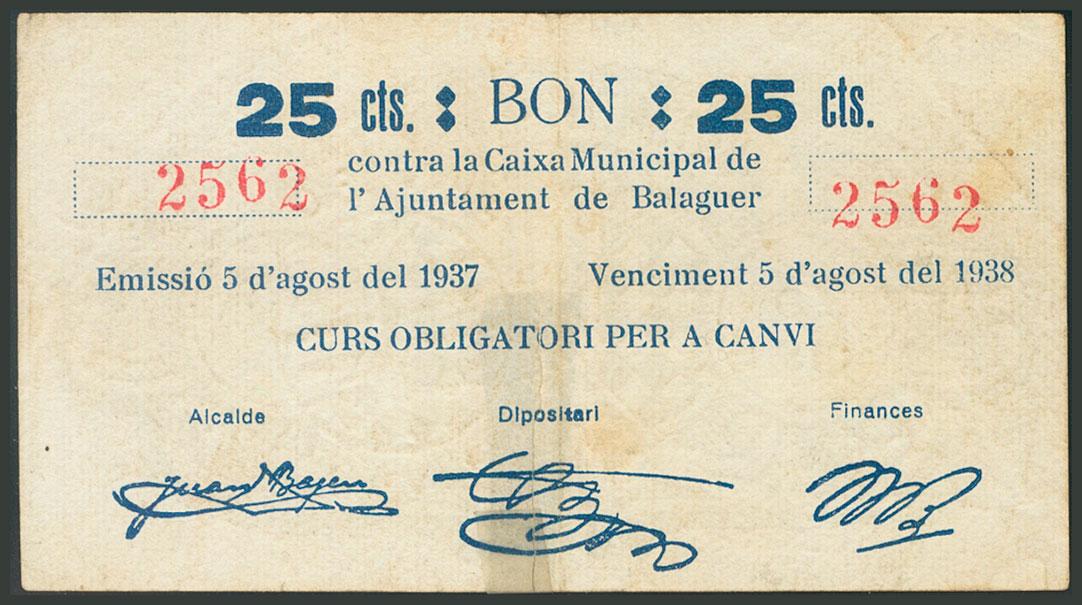 25 cts. : BON : 25 cts.
contra la Caixa Municipal de
l'Ajuntament de Balaguer
2562
2562
Emissió 5 d'agost del 1937
Venciment 5 d'agost del 1938
CURS OBLIGATORI PER A CANVI
Alcalde
Dipositari
Finances